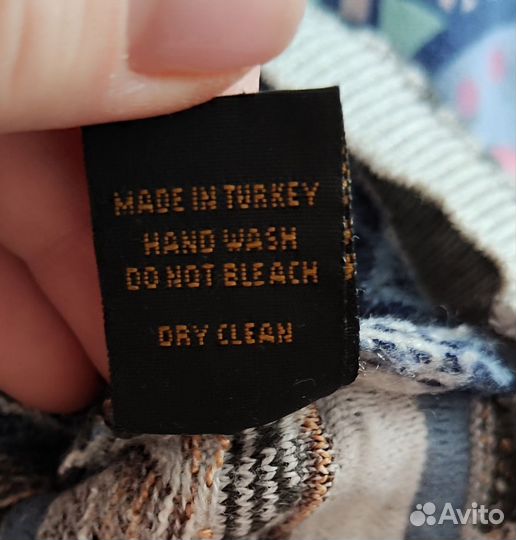 MADE IN TURKEY
HAND WASH
DO NOT BLEACH
DRY CLEAN
Avito